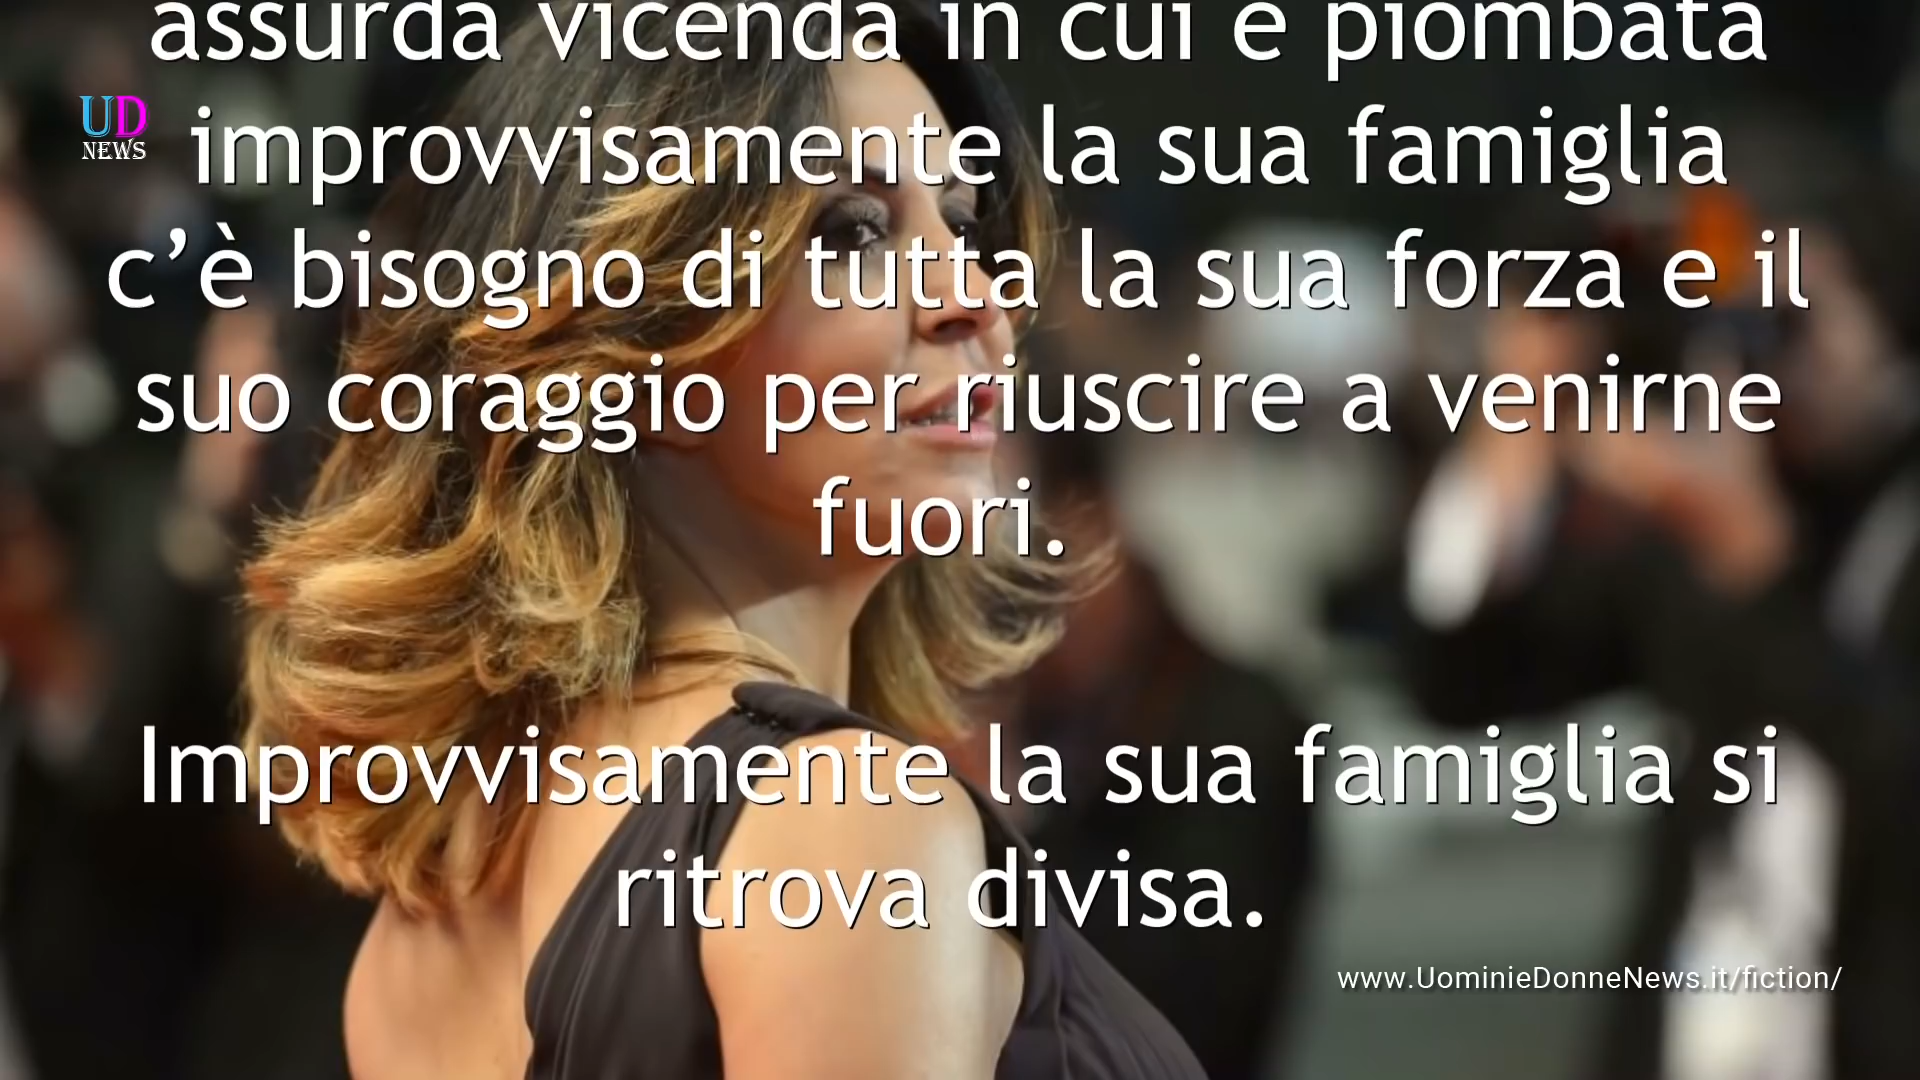 assurda vicenda in cui è piombata
UD
NEWS
improvvisamente la sua famiglia
c’è bisogno di tutta la sua forza e il
suo coraggio per riuscire a venirne
fuori.
Improvvisamente la sua famiglia si
ritrova divisa.
www.UominieDonneNews.it/fiction/